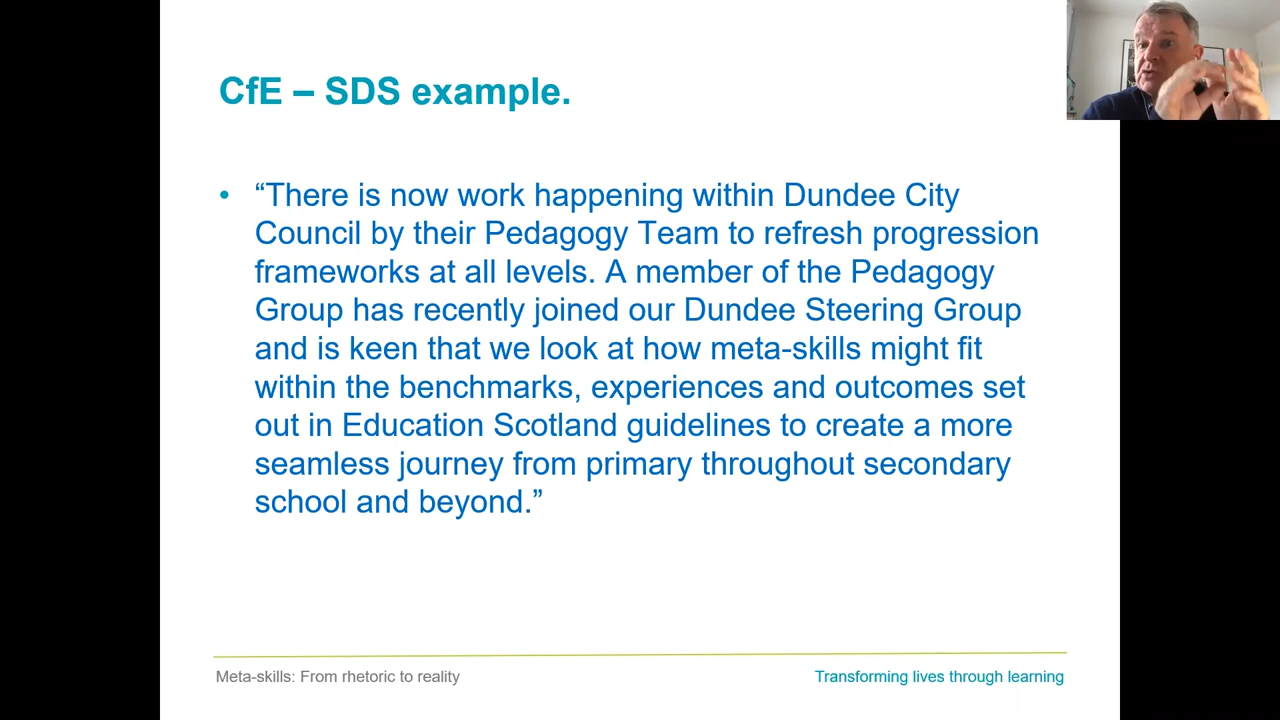 CfE – SDS example.
• “There is now work happening within Dundee City
Council by their Pedagogy Team to refresh progression
frameworks at all levels. A member of the Pedagogy
Group has recently joined our Dundee Steering Group
and is keen that we look at how meta-skills might fit
within the benchmarks, experiences and outcomes set
out in Education Scotland guidelines to create a more
seamless journey from primary throughout secondary
school and beyond.”
Meta-skills: From rhetoric to reality
Transforming lives through learning